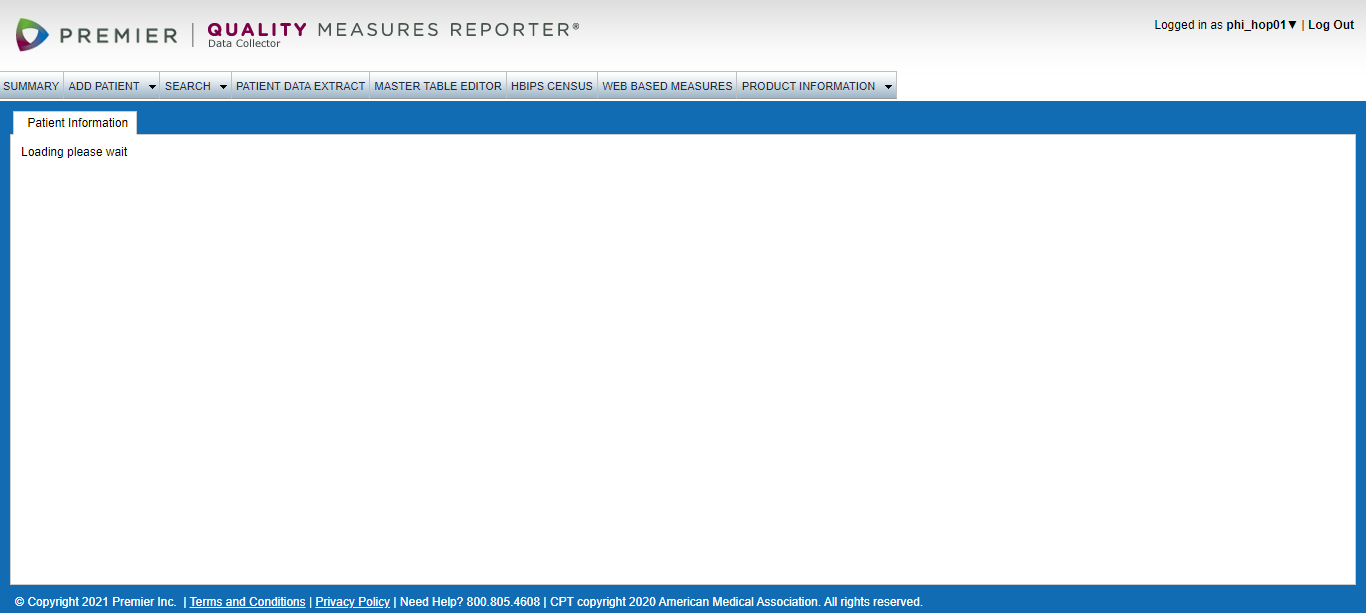 PREMIER | QUALITY MEASURES REPORTER®
Data Collector
Logged in as phi_hop01▼ | Log Out
SUMMARY ADD PATIENT SEARCH PATIENT DATA EXTRACT MASTER TABLE EDITOR HBIPS CENSUS WEB BASED MEASURES PRODUCT INFORMATION
Patient Information
Loading please wait
© Copyright 2021 Premier Inc. | Terms and Conditions | Privacy Policy | Need Help? 800.805.4608 | CPT copyright 2020 American Medical Association. All rights reserved.